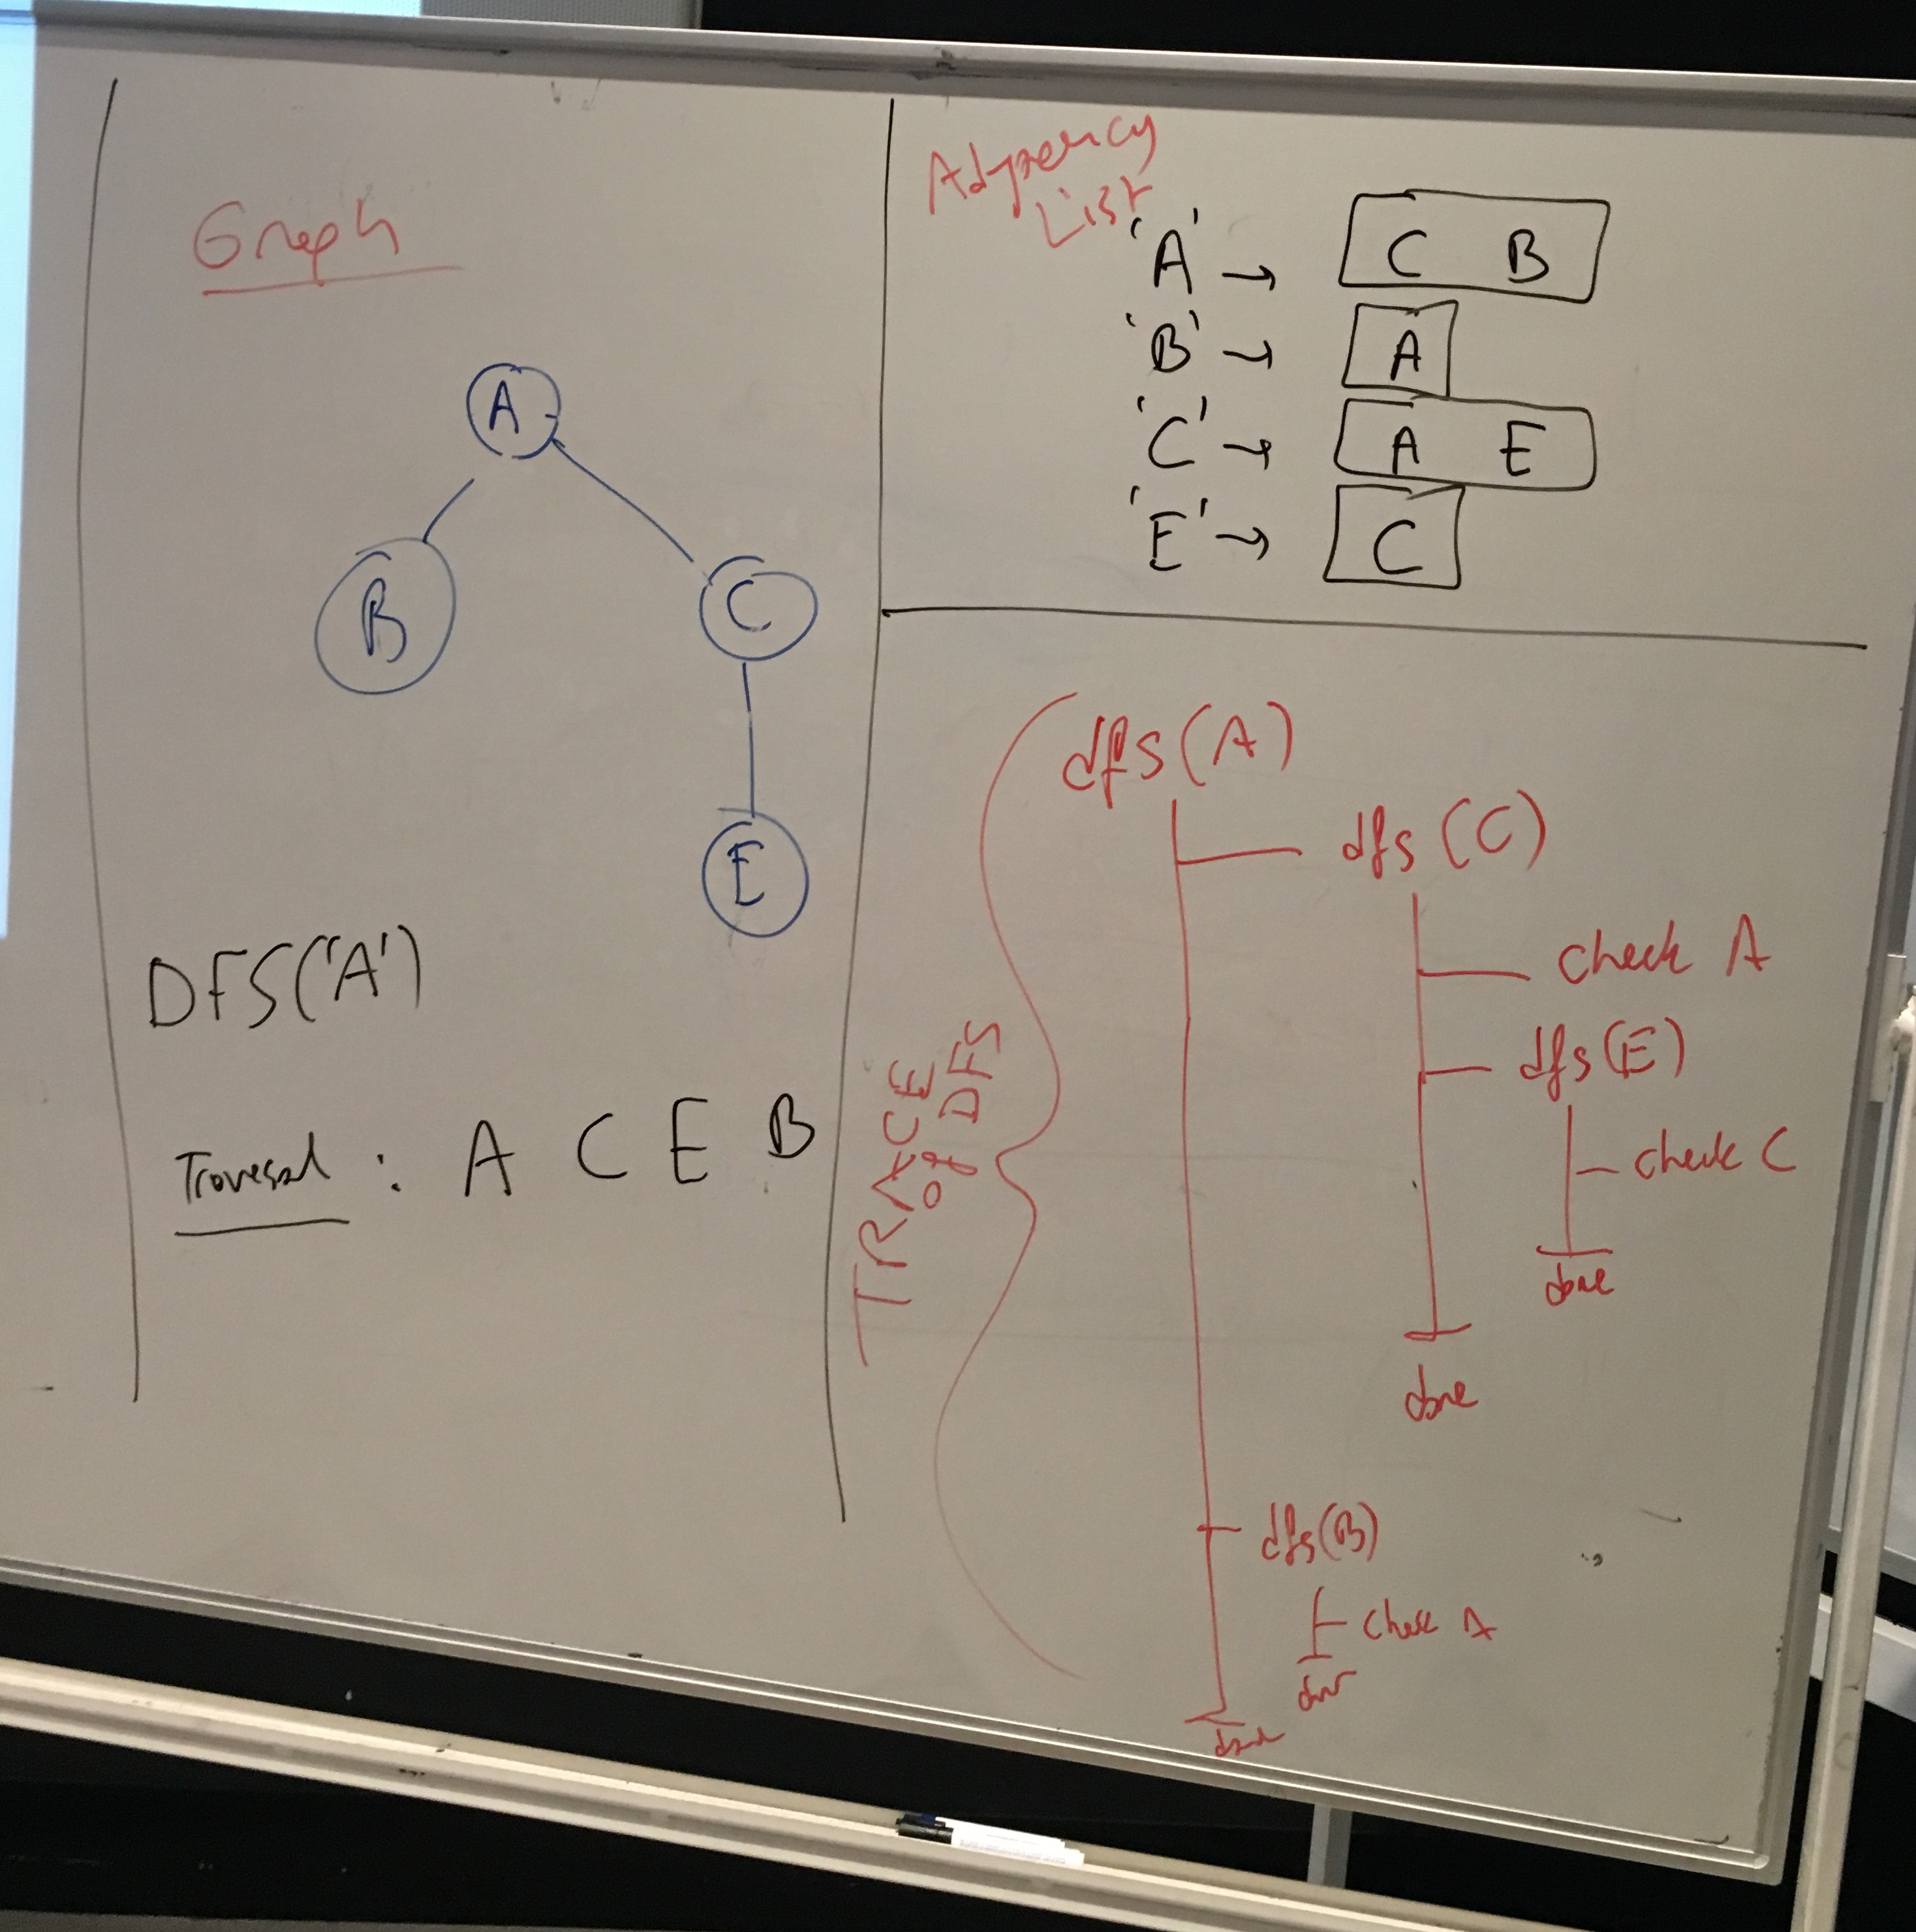 Graph
A
B
C
E
DFS('A')
Traversal : A C E B
Adjacency
List
'A' → C B
'B' → A
'C' → A E
'E' → C
TRACE
of DFS
dfs(A)
dfs (C)
check A
dfs(E)
check C
done
done
dfs(B)
check A
done
done